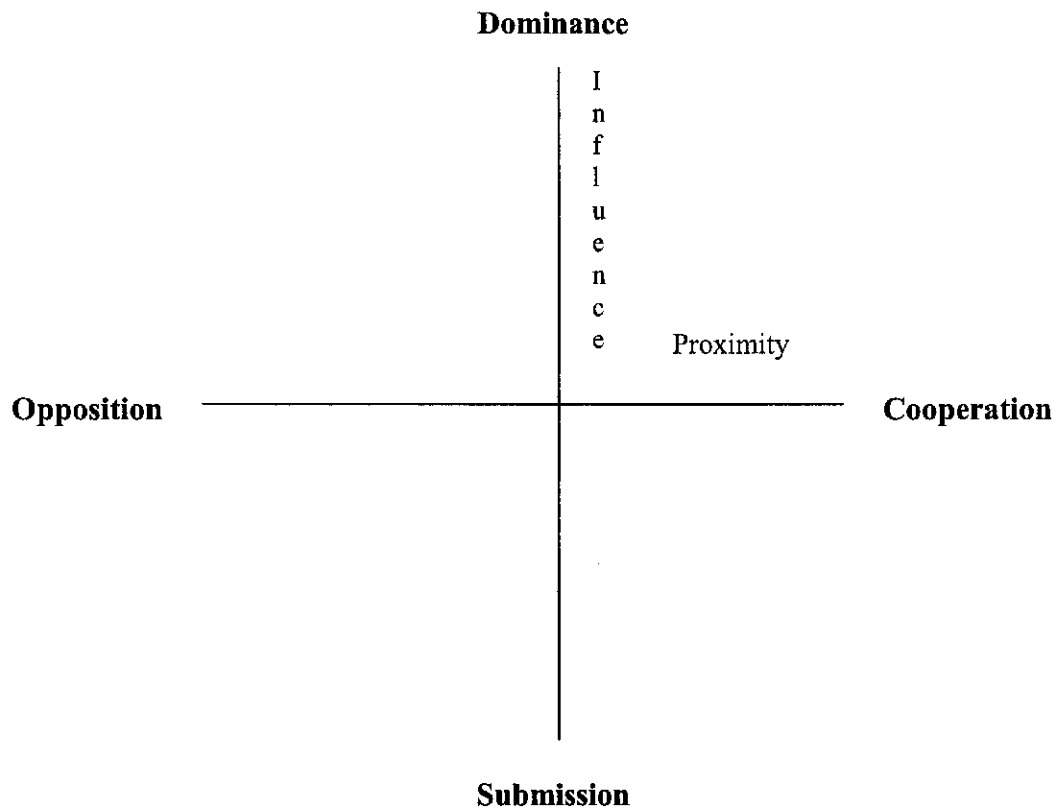 Dominance
Influence
Proximity
Opposition
Cooperation
Submission